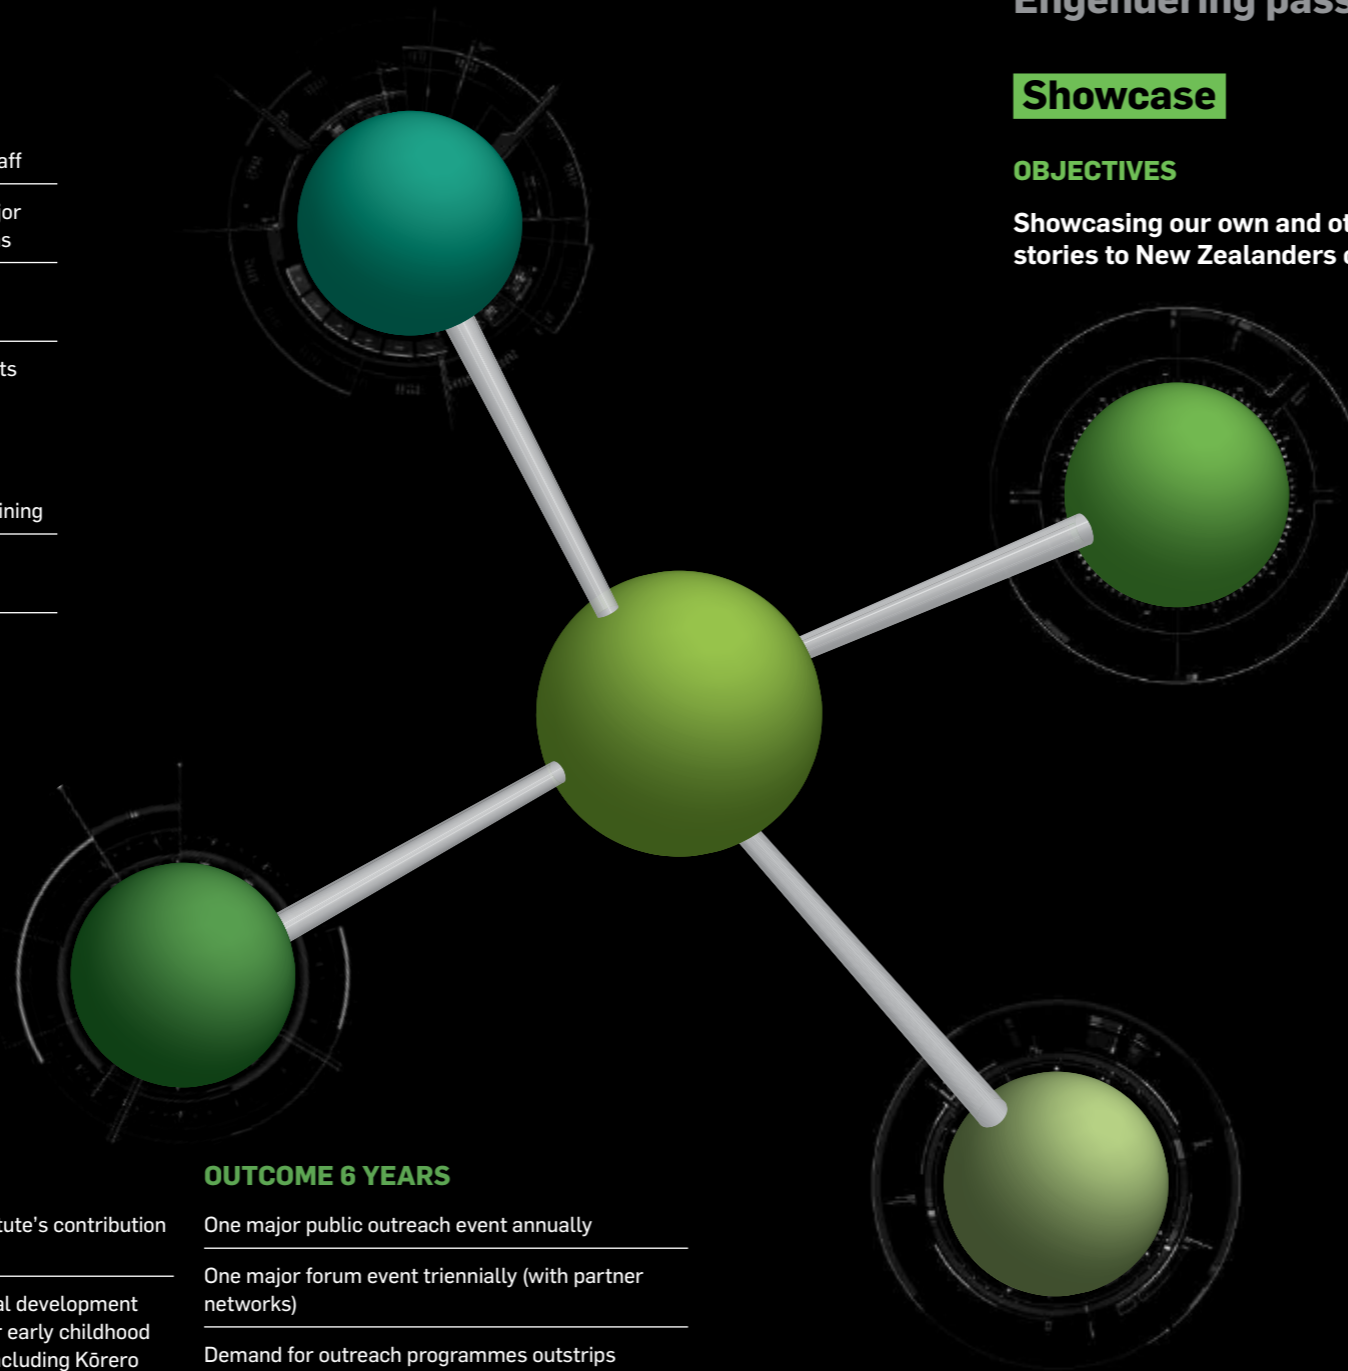 Showcase
OBJECTIVES
Showcasing our own and
stories to New Zealanders
aff
jor
s
ts
ining
OUTCOME 6 YEARS
tute's contribution
One major public outreach event annually
One major forum event triennially (with partner
networks)
al development
r early childhood
cluding Kōrero
Demand for outreach programmes outstrips